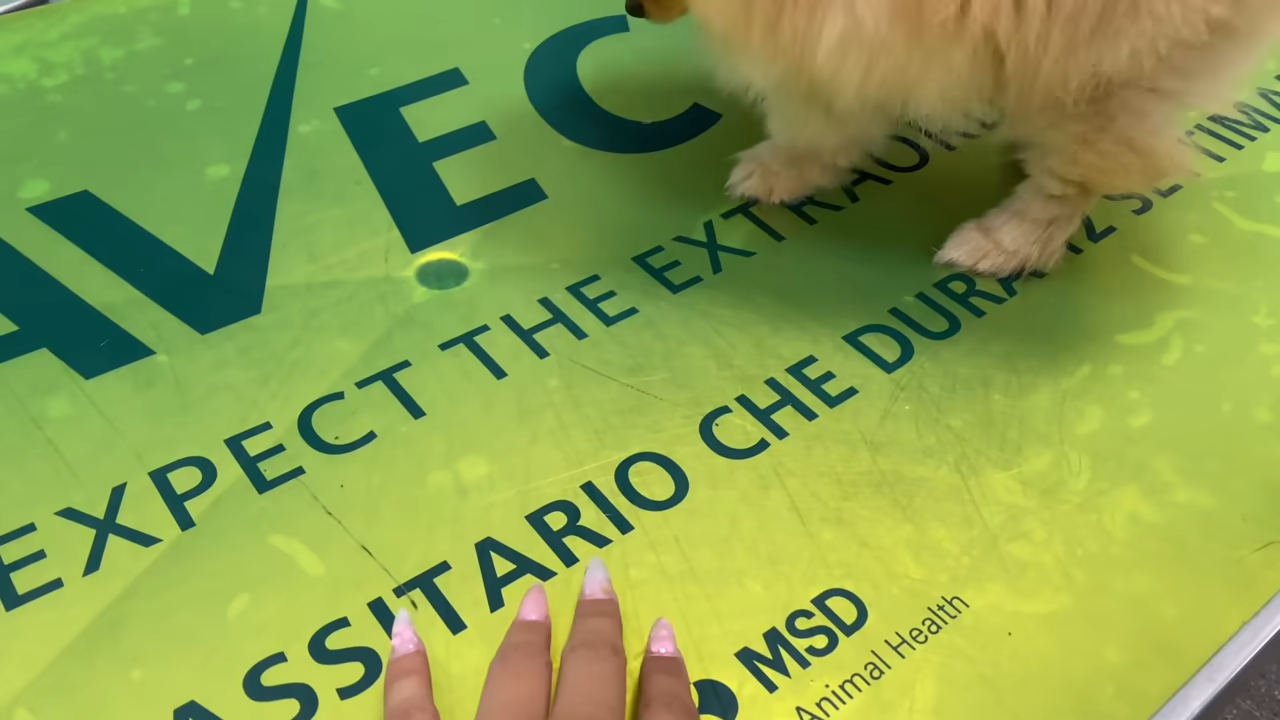 AVEC
EXPECT THE EXTRAOR
ASSITARIO CHE DURA 12 SETTIMA
MSD
Animal Health